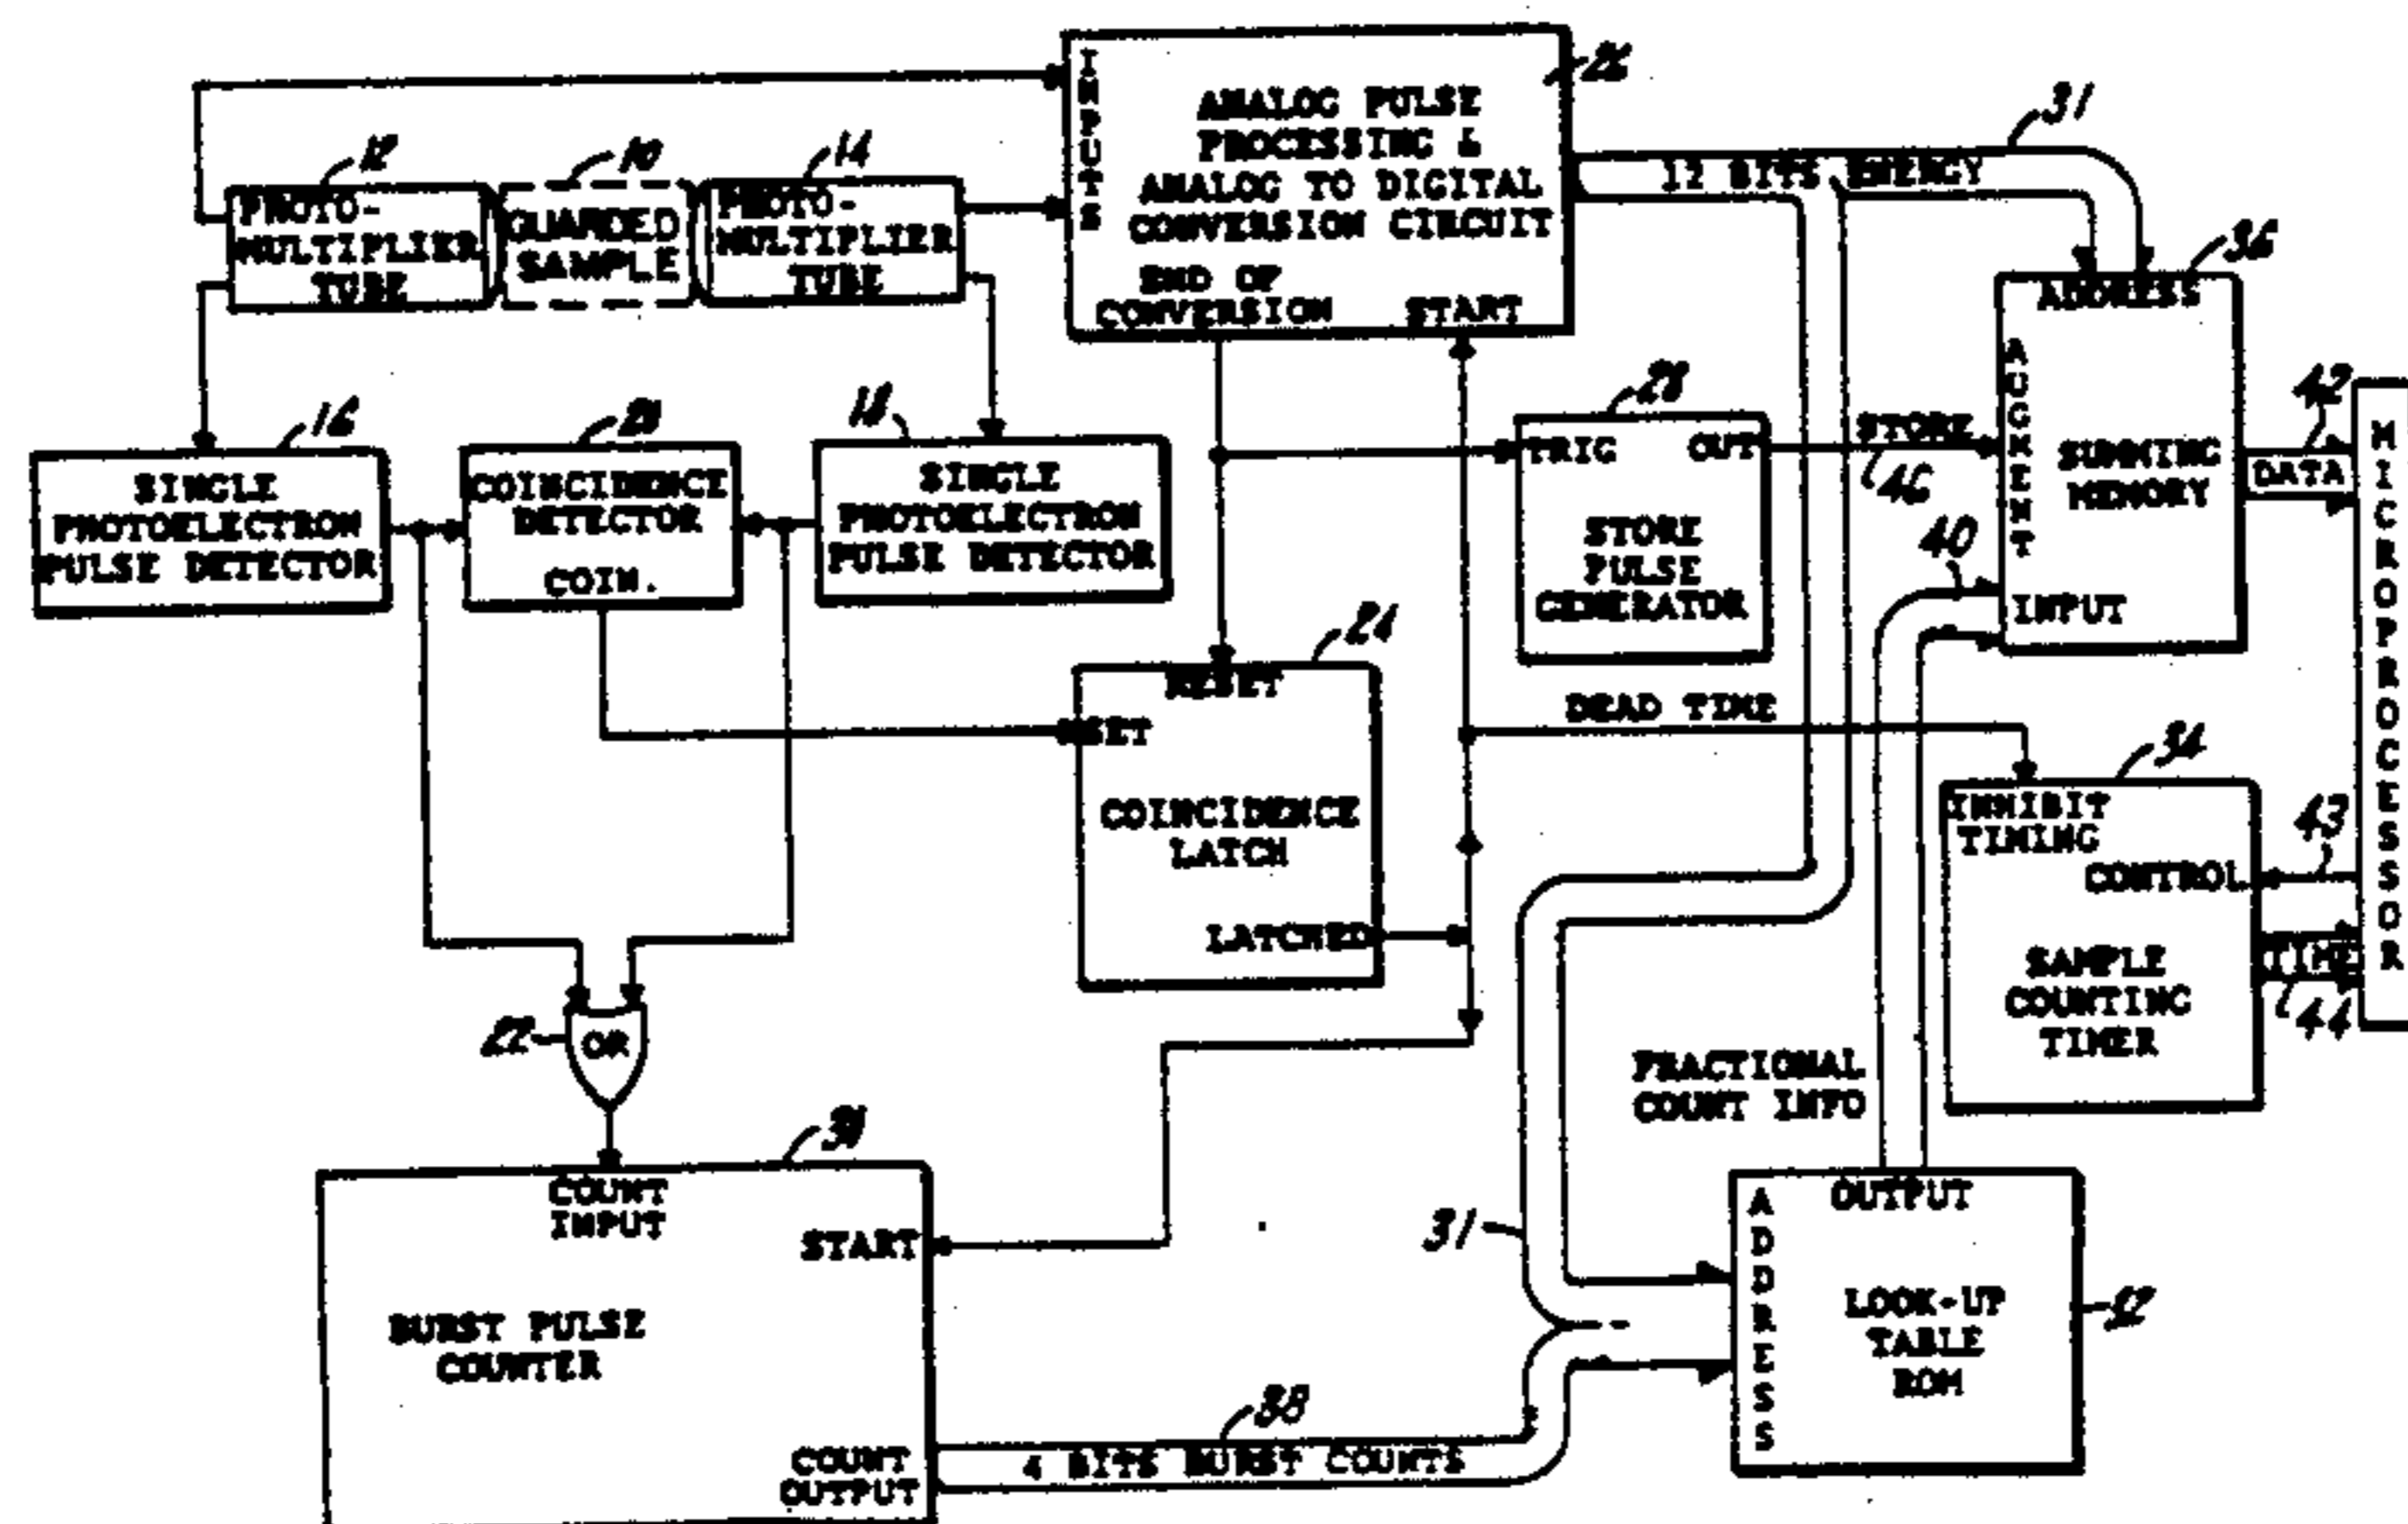 INPUTS
ANALOG PULSE
PROCESSING &
ANALOG TO DIGITAL
CONVERSION CIRCUIT
END OF
CONVERSION
START
31
12 BITS ENERGY
12
10
14
PHOTO-
MULTIPLIER
TUBE
GUARDED
SAMPLE
PHOTO-
MULTIPLIER
TUBE
36
ADDRESS
AUGMENT
SUMMING
MEMORY
INPUT
42
DATA
MICROPROCESSOR
16
SINGLE
PHOTOELECTRON
PULSE DETECTOR
COINCIDENCE
DETECTOR
COIN.
18
SINGLE
PHOTOELECTRON
PULSE DETECTOR
28
TRIG
OUT
STORE
PULSE
GENERATOR
STORE
46
40
24
RESET
SET
COINCIDENCE
LATCH
LATCHED
DEAD TIME
34
INHIBIT
TIMING
CONTROL
43
SAMPLE
COUNTING
TIMER
TIME
44
22
OR
FRACTIONAL
COUNT INFO
COUNT
INPUT
START
BURST PULSE
COUNTER
COUNT
OUTPUT
38
4 BITS BURST COUNTS
31
ADDRESS
OUTPUT
LOOK-UP
TABLE
ROM